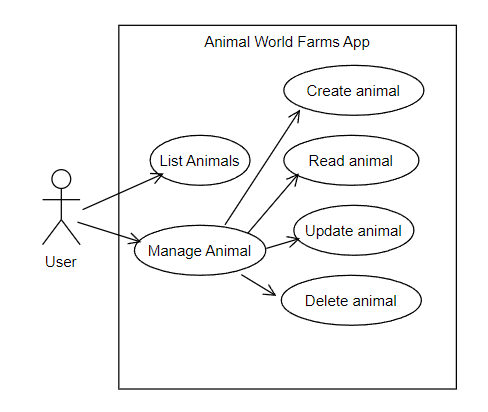 Animal World Farms App
Create animal
List Animals
Read animal
User
Manage Animal
Update animal
Delete animal